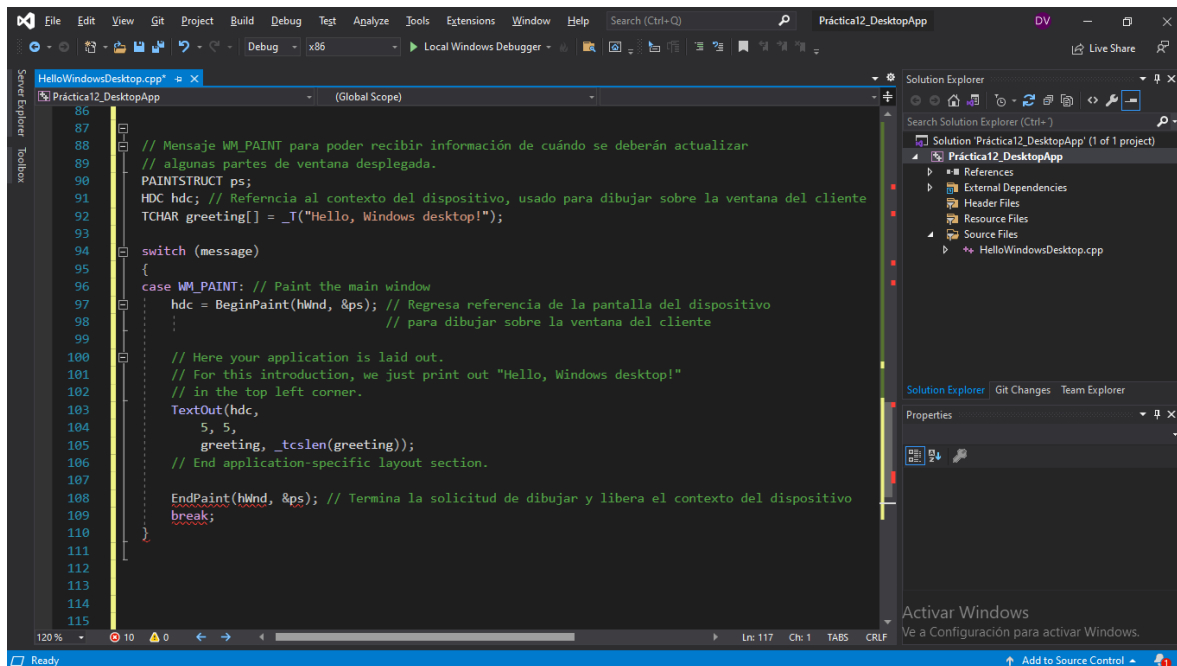 File Edit View Git Project Build Debug Test Analyze Tools Extensions Window Help Search (Ctrl+Q) Práctica12_DesktopApp DV
Debug x86 Local Windows Debugger Live Share
Server Explorer
Toolbox
HelloWindowsDesktop.cpp*
Práctica12_DesktopApp (Global Scope)
86
87
88 // Mensaje WM_PAINT para poder recibir información de cuándo se deberán actualizar
89 // algunas partes de ventana desplegada.
90 PAINTSTRUCT ps;
91 HDC hdc; // Referncia al contexto del dispositivo, usado para dibujar sobre la ventana del cliente
92 TCHAR greeting[] = _T("Hello, Windows desktop!");
93
94 switch (message)
95 {
96 case WM_PAINT: // Paint the main window
97 hdc = BeginPaint(hWnd, &ps); // Regresa referencia de la pantalla del dispositivo
98 // para dibujar sobre la ventana del cliente
99
100 // Here your application is laid out.
101 // For this introduction, we just print out "Hello, Windows desktop!"
102 // in the top left corner.
103 TextOut(hdc,
104 5, 5,
105 greeting, _tcslen(greeting));
106 // End application-specific layout section.
107
108 EndPaint(hWnd, &ps); // Termina la solicitud de dibujar y libera el contexto del dispositivo
109 break;
110 }
111
112
113
114
115
120 % 10 0 Ln: 117 Ch: 1 TABS CRLF
Solution Explorer
Search Solution Explorer (Ctrl+´)
Solution 'Práctica12_DesktopApp' (1 of 1 project)
Práctica12_DesktopApp
References
External Dependencies
Header Files
Resource Files
Source Files
HelloWindowsDesktop.cpp
Solution Explorer Git Changes Team Explorer
Properties
Activar Windows
Ve a Configuración para activar Windows.
Ready Add to Source Control 1